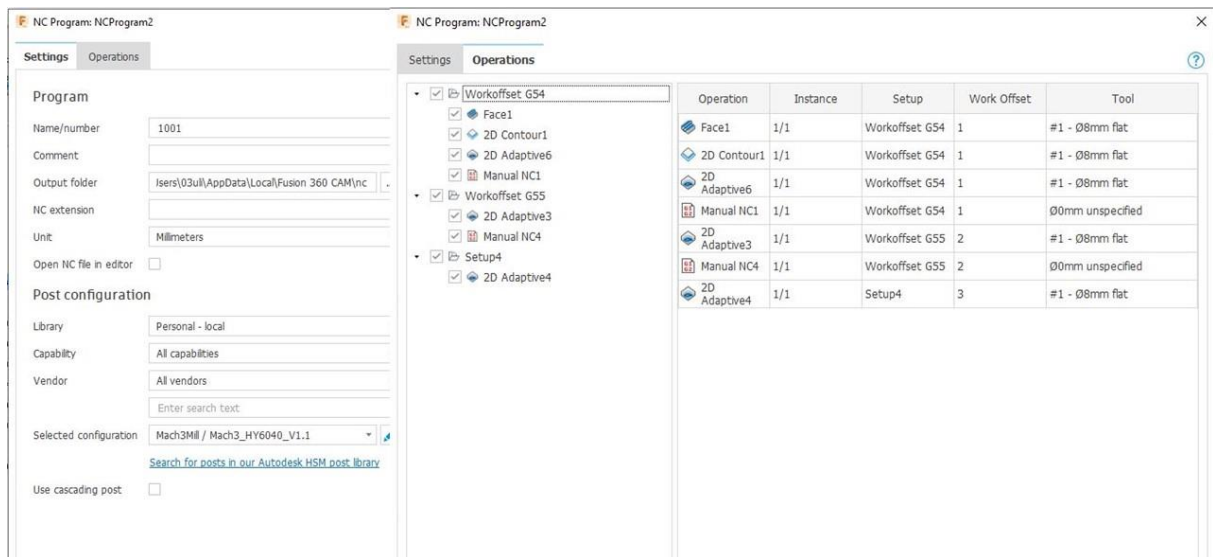 NC Program: NCProgram2
Settings Operations
Program
Name/number 1001
Comment
Output folder Isers\03uli\AppData\Local\Fusion 360 CAM\nc ..
NC extension
Unit Millimeters
Open NC file in editor
Post configuration
Library Personal - local
Capability All capabilities
Vendor All vendors
Enter search text
Selected configuration Mach3Mill / Mach3_HY6040_V1.1
Search for posts in our Autodesk HSM post library
Use cascading post
NC Program: NCProgram2
Settings Operations
Workoffset G54
Face1
2D Contour1
2D Adaptive6
Manual NC1
Workoffset G55
2D Adaptive3
Manual NC4
Setup4
2D Adaptive4
Operation Instance Setup Work Offset Tool
Face1 1/1 Workoffset G54 1 #1 - Ø8mm flat
2D Contour1 1/1 Workoffset G54 1 #1 - Ø8mm flat
2D Adaptive6 1/1 Workoffset G54 1 #1 - Ø8mm flat
Manual NC1 1/1 Workoffset G54 1 Ø0mm unspecified
2D Adaptive3 1/1 Workoffset G55 2 #1 - Ø8mm flat
Manual NC4 1/1 Workoffset G55 2 Ø0mm unspecified
2D Adaptive4 1/1 Setup4 3 #1 - Ø8mm flat